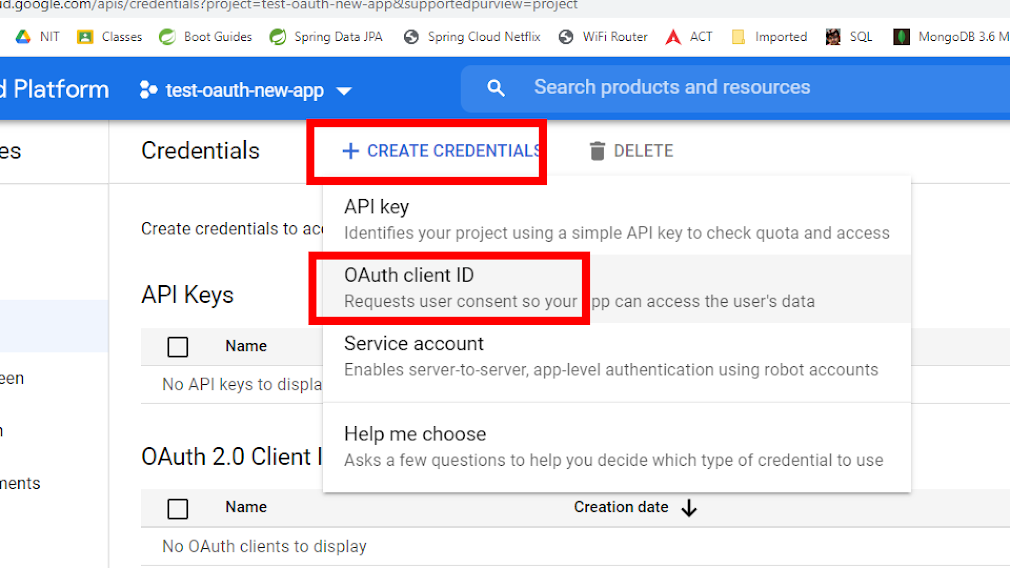 ud.google.com/apis/credentials?project=test-oauth-new-app&supportedpurview=project
NIT Classes Boot Guides Spring Data JPA Spring Cloud Netflix WiFi Router ACT Imported SQL MongoDB 3.6 M
d Platform test-oauth-new-app Search products and resources
es Credentials + CREATE CREDENTIALS DELETE
API key
Create credentials to acc Identifies your project using a simple API key to check quota and access
OAuth client ID
API Keys
Requests user consent so your app can access the user's data
Name
Service account
Enables server-to-server, app-level authentication using robot accounts
een No API keys to displa
Help me choose
OAuth 2.0 Client I Asks a few questions to help you decide which type of credential to use
ments
Name Creation date
No OAuth clients to display